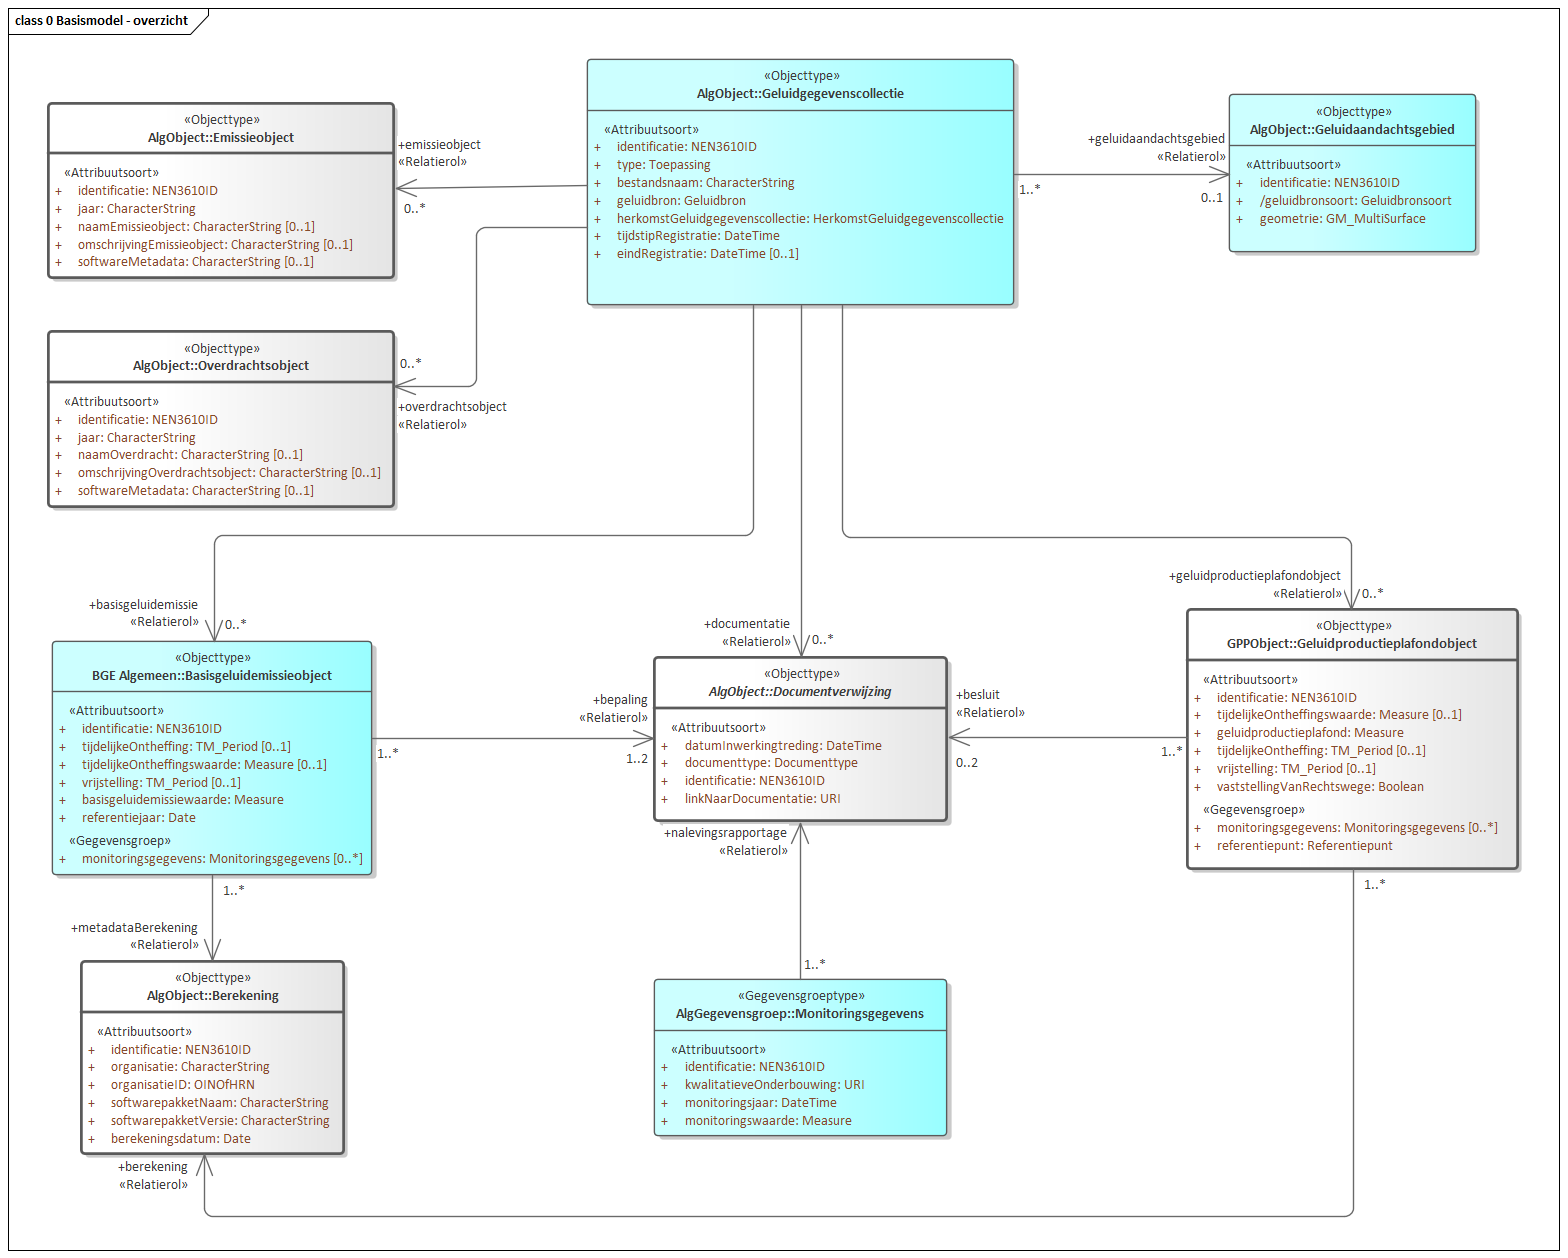 class 0 Basismodel - overzicht
«Objecttype»
AlgObject::Geluidgegevenscollectie
«Attribuutsoort»
+ identificatie: NEN3610ID
+ type: Toepassing
+ bestandsnaam: CharacterString
+ geluidbron: Geluidbron
+ herkomstGeluidgegevenscollectie: HerkomstGeluidgegevenscollectie
+ tijdstipRegistratie: DateTime
+ eindRegistratie: DateTime [0..1]
«Objecttype»
AlgObject::Emissieobject
«Attribuutsoort»
+ identificatie: NEN3610ID
+ jaar: CharacterString
+ naamEmissieobject: CharacterString [0..1]
+ omschrijvingEmissieobject: CharacterString [0..1]
+ softwareMetadata: CharacterString [0..1]
+emissieobject
«Relatierol»
0..*
+geluidaandachtsgebied
«Relatierol»
1..*
0..1
«Objecttype»
AlgObject::Geluidaandachtsgebied
«Attribuutsoort»
+ identificatie: NEN3610ID
+ /geluidbronsoort: Geluidbronsoort
+ geometrie: GM_MultiSurface
«Objecttype»
AlgObject::Overdrachtsobject
«Attribuutsoort»
+ identificatie: NEN3610ID
+ jaar: CharacterString
+ naamOverdracht: CharacterString [0..1]
+ omschrijvingOverdrachtsobject: CharacterString [0..1]
+ softwareMetadata: CharacterString [0..1]
0..*
+overdrachtsobject
«Relatierol»
+basisgeluidemissie
«Relatierol»
0..*
+documentatie
«Relatierol»
0..*
+geluidproductieplafondobject
«Relatierol»
0..*
«Objecttype»
BGE Algemeen::Basisgeluidemissieobject
«Attribuutsoort»
+ identificatie: NEN3610ID
+ tijdelijkeOntheffing: TM_Period [0..1]
+ tijdelijkeOntheffingswaarde: Measure [0..1]
+ vrijstelling: TM_Period [0..1]
+ basisgeluidemissiewaarde: Measure
+ referentiejaar: Date
«Gegevensgroep»
+ monitoringsgegevens: Monitoringsgegevens [0..*]
+bepaling
«Relatierol»
1..*
1..2
«Objecttype»
AlgObject::Documentverwijzing
«Attribuutsoort»
+ datumInwerkingtreding: DateTime
+ documenttype: Documenttype
+ identificatie: NEN3610ID
+ linkNaarDocumentatie: URI
+besluit
«Relatierol»
0..2
1..*
«Objecttype»
GPPObject::Geluidproductieplafondobject
«Attribuutsoort»
+ identificatie: NEN3610ID
+ tijdelijkeOntheffingswaarde: Measure [0..1]
+ geluidproductieplafond: Measure
+ tijdelijkeOntheffing: TM_Period [0..1]
+ vrijstelling: TM_Period [0..1]
+ vaststellingVanRechtswege: Boolean
«Gegevensgroep»
+ monitoringsgegevens: Monitoringsgegevens [0..*]
+ referentiepunt: Referentiepunt
+nalevingsrapportage
«Relatierol»
1..*
1..*
+metadataBerekening
«Relatierol»
1..*
«Objecttype»
AlgObject::Berekening
«Attribuutsoort»
+ identificatie: NEN3610ID
+ organisatie: CharacterString
+ organisatieID: OINOfHRN
+ softwarepakketNaam: CharacterString
+ softwarepakketVersie: CharacterString
+ berekeningsdatum: Date
«Gegevensgroeptype»
AlgGegevensgroep::Monitoringsgegevens
«Attribuutsoort»
+ identificatie: NEN3610ID
+ kwalitatieveOnderbouwing: URI
+ monitoringsjaar: DateTime
+ monitoringswaarde: Measure
+berekening
«Relatierol»